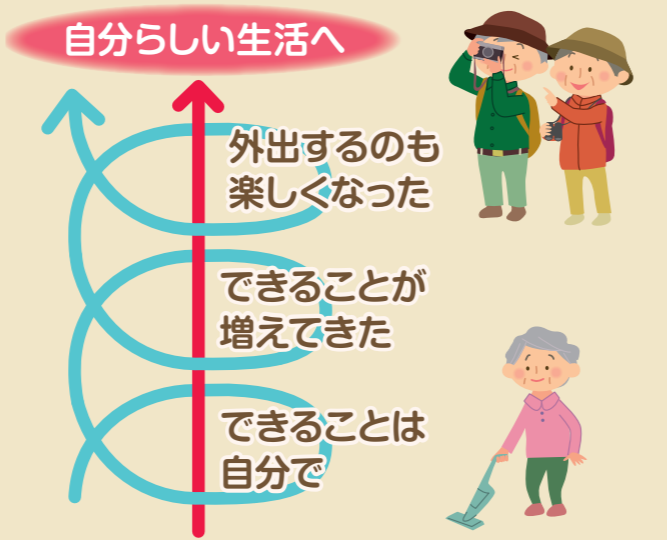 自分らしい生活へ
外出するのも
楽しくなった
できることが
増えてきた
できることは
自分で